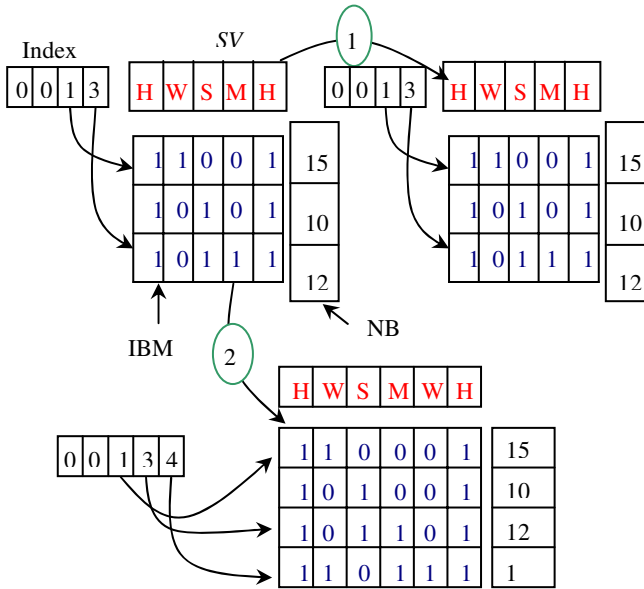 SV
1
Index
0 0 1 3
H W S M H
0 0 1 3
H W S M H
1 1 0 0 1 15
1 0 1 0 1 10
1 0 1 1 1 12
1 1 0 0 1 15
1 0 1 0 1 10
1 0 1 1 1 12
IBM
NB
2
H W S M W H
0 0 1 3 4
1 1 0 0 0 1 15
1 0 1 0 0 1 10
1 0 1 1 0 1 12
1 1 0 1 1 1 1